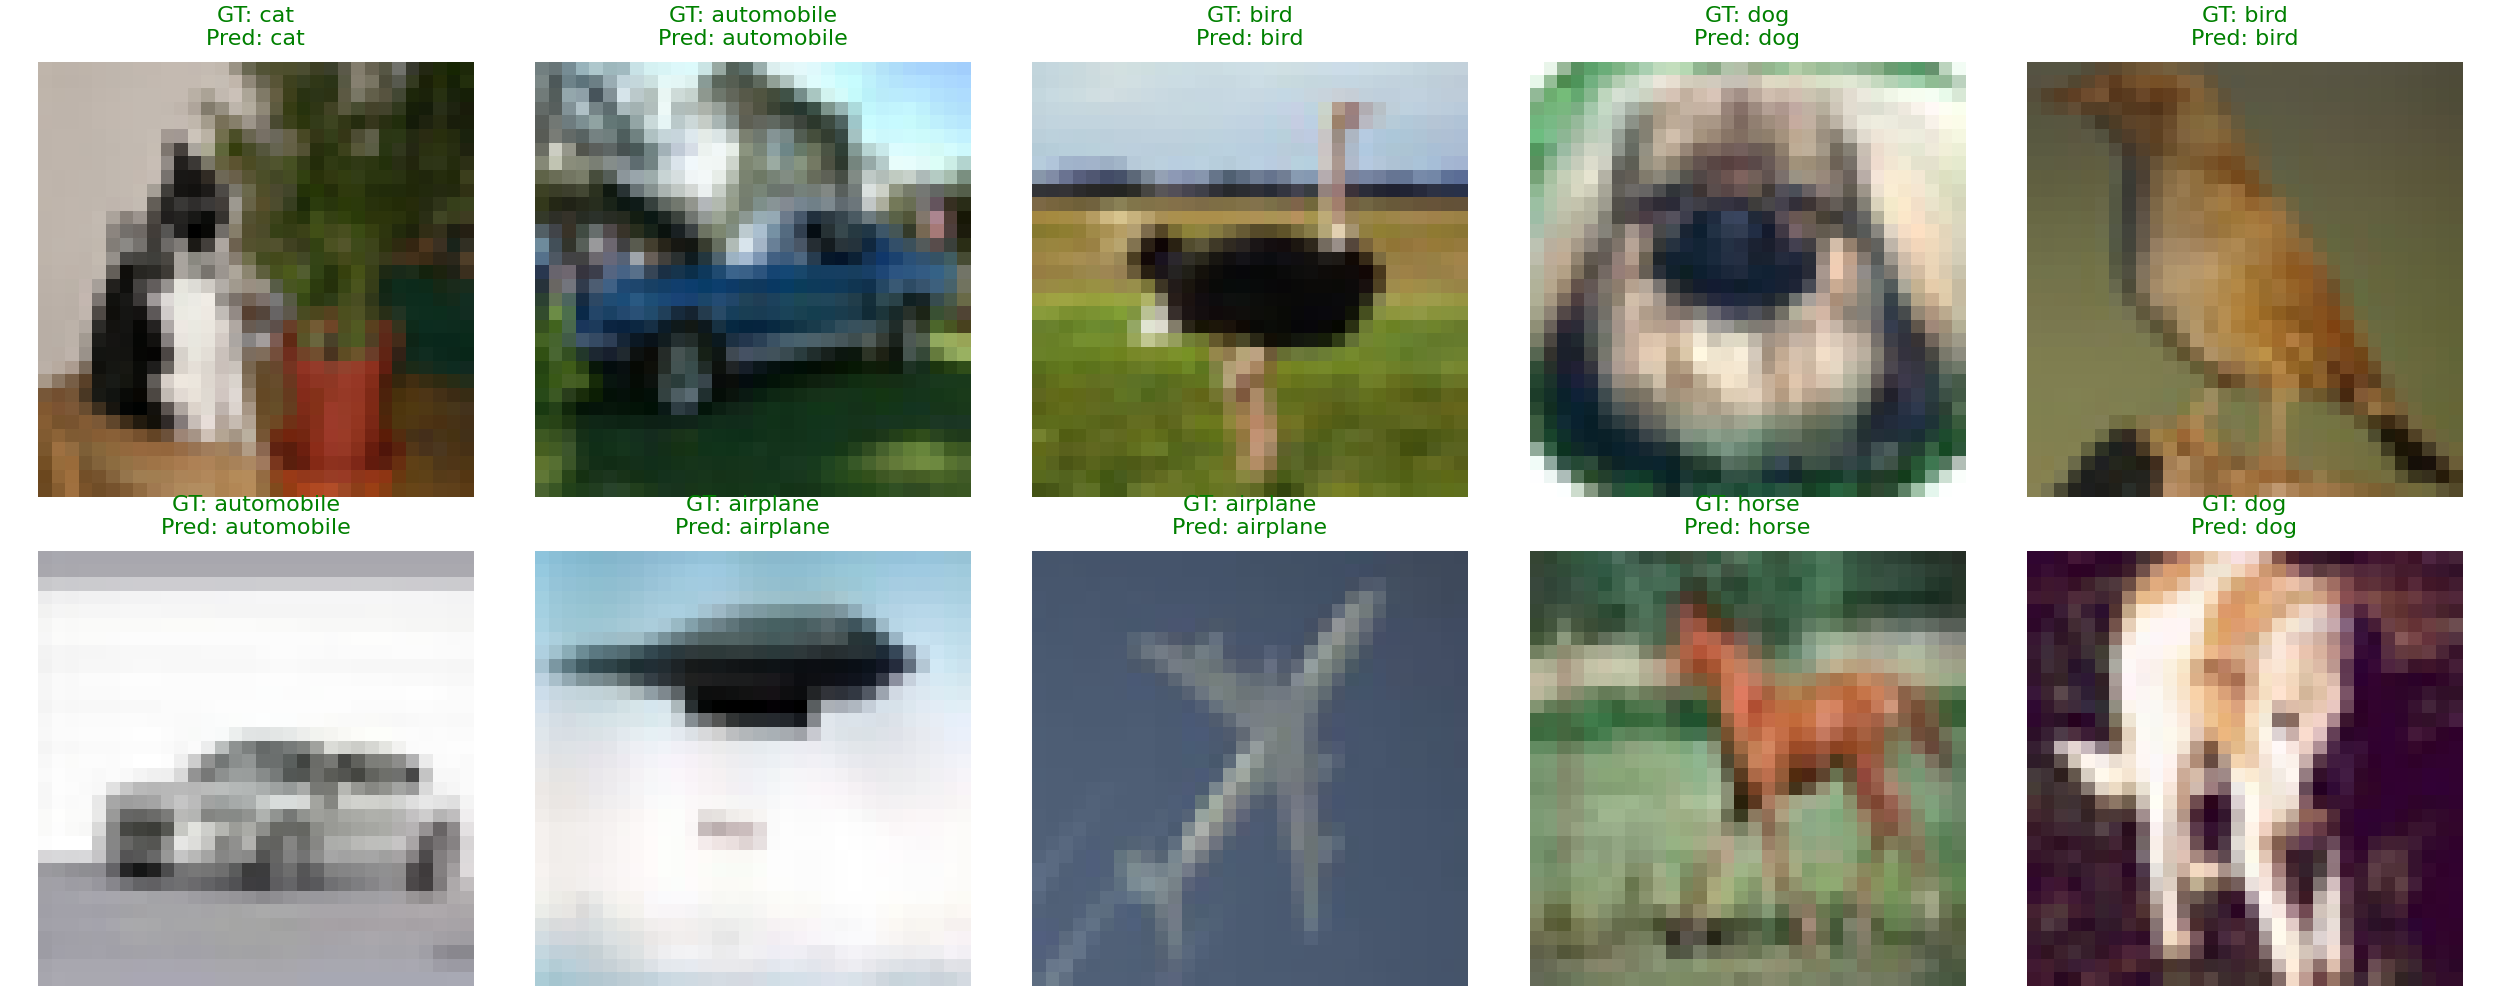 GT: cat
Pred: cat
GT: automobile
Pred: automobile
GT: bird
Pred: bird
GT: dog
Pred: dog
GT: bird
Pred: bird
GT: automobile
Pred: automobile
GT: airplane
Pred: airplane
GT: airplane
Pred: airplane
GT: horse
Pred: horse
GT: dog
Pred: dog